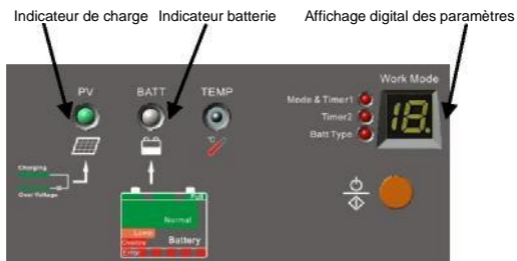 Indicateur de charge Indicateur batterie Affichage digital des paramètres
Work Mode
PV BATT TEMP
Mode & Timer1
Timer2
Batt Type
18.
°C
Charging
Over Voltage
Full
Normal
Battery